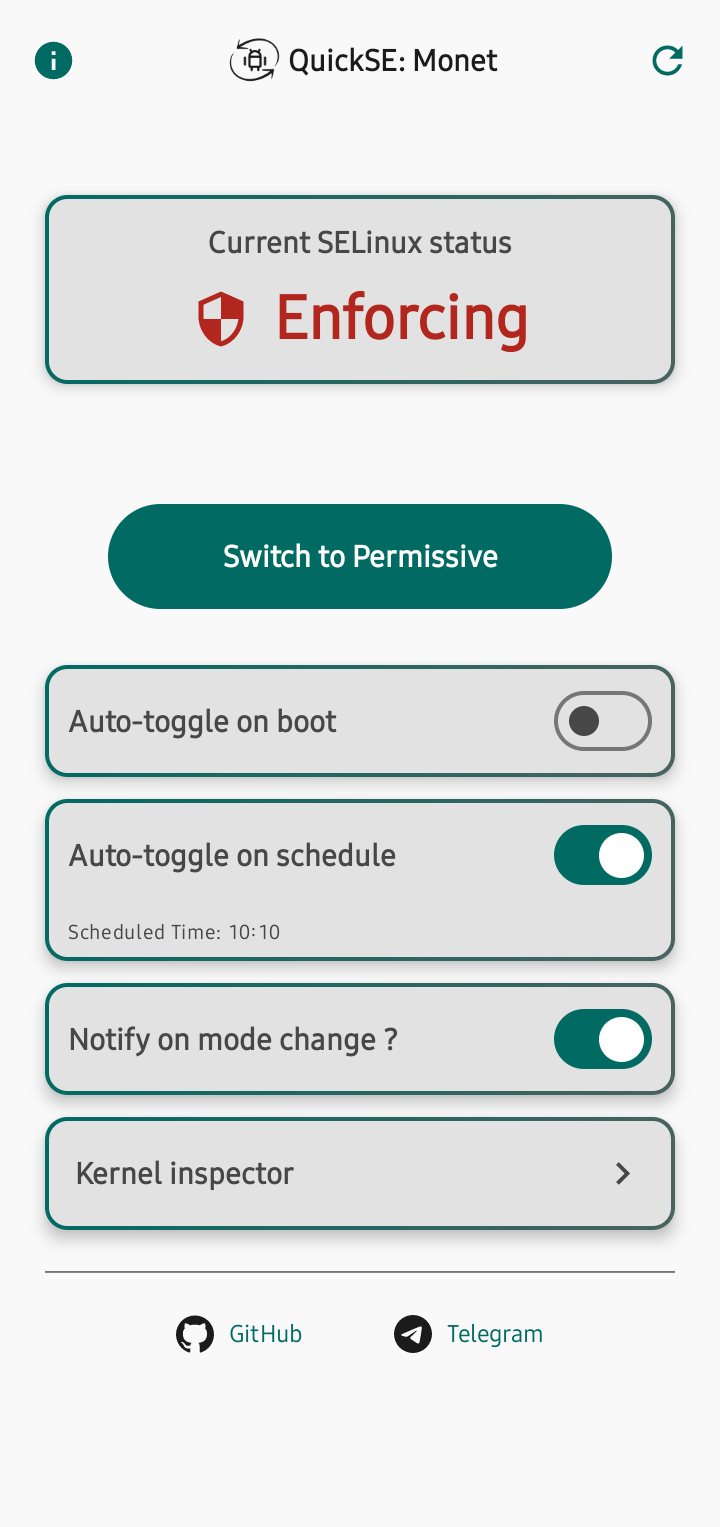 QuickSE: Monet
Current SELinux status
Enforcing
Switch to Permissive
Auto-toggle on boot
Auto-toggle on schedule
Scheduled Time: 10:10
Notify on mode change ?
Kernel inspector
GitHub
Telegram